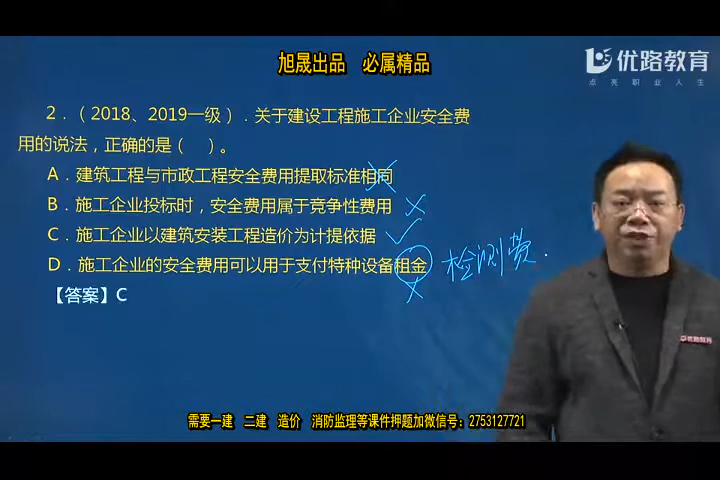 旭晟出品 必属精品
优路教育
点亮职业人生
2．（2018、2019一级）．关于建设工程施工企业安全费
用的说法，正确的是（ ）。
A．建筑工程与市政工程安全费用提取标准相同
B．施工企业投标时，安全费用属于竞争性费用
C．施工企业以建筑安装工程造价为计提依据
D．施工企业的安全费用可以用于支付特种设备租金
检测费．
【答案】C
优路教育
需要一建 二建 造价 消防监理等课件押题加微信号：2753127721